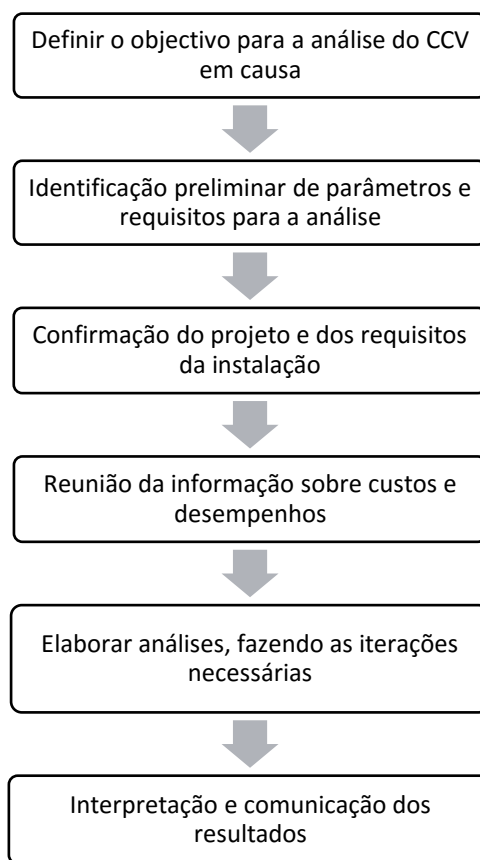 Definir o objectivo para a análise do CCV
em causa
Identificação preliminar de parâmetros e
requisitos para a análise
Confirmação do projeto e dos requisitos
da instalação
Reunião da informação sobre custos e
desempenhos
Elaborar análises, fazendo as iterações
necessárias
Interpretação e comunicação dos
resultados